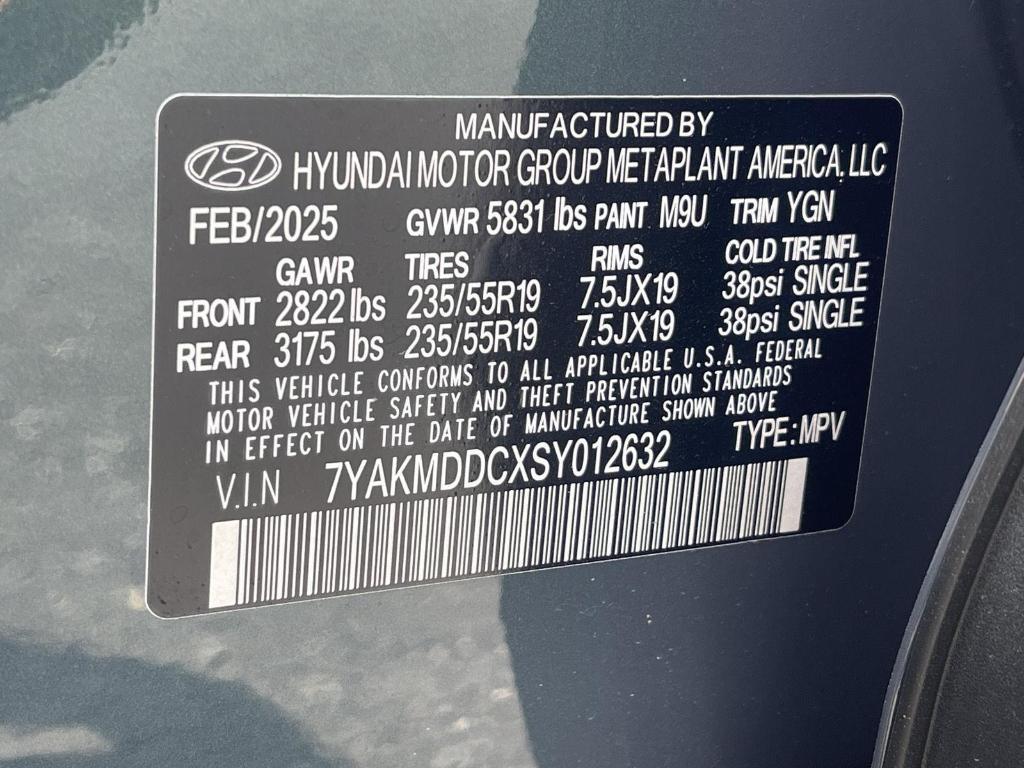 MANUFACTURED BY
HYUNDAI MOTOR GROUP METAPLANT AMERICA, LLC
FEB/2025 GVWR 5831 lbs PAINT M9U TRIM YGN
GAWR TIRES RIMS COLD TIRE INFL
FRONT 2822 lbs 235/55R19 7.5JX19 38psi SINGLE
REAR 3175 lbs 235/55R19 7.5JX19 38psi SINGLE
THIS VEHICLE CONFORMS TO ALL APPLICABLE U.S.A. FEDERAL
MOTOR VEHICLE SAFETY AND THEFT PREVENTION STANDARDS
IN EFFECT ON THE DATE OF MANUFACTURE SHOWN ABOVE
V.I.N 7YAKMDDCXSY012632 TYPE: MPV